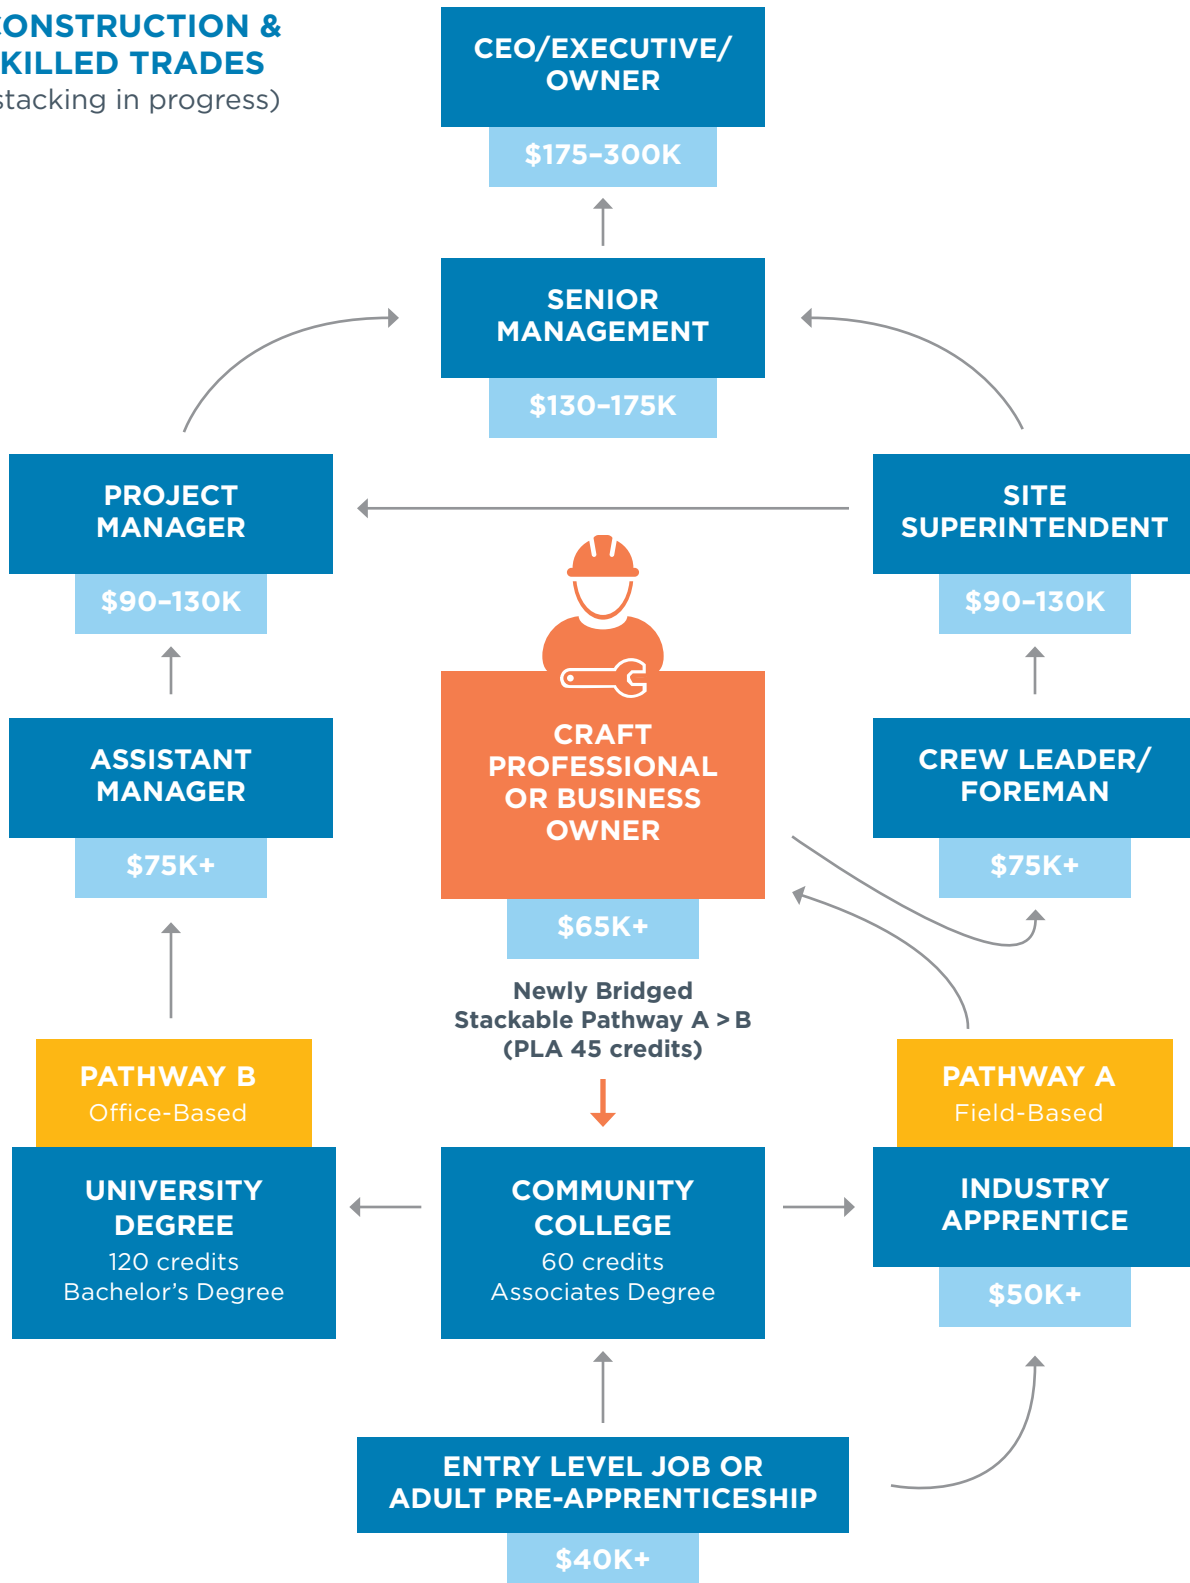 ONSTRUCTION &
KILLED TRADES
stacking in progress)
CEO/EXECUTIVE/
OWNER
$175–300K
SENIOR
MANAGEMENT
$130–175K
PROJECT
MANAGER
$90–130K
SITE
SUPERINTENDENT
$90–130K
ASSISTANT
MANAGER
$75K+
CRAFT
PROFESSIONAL
OR BUSINESS
OWNER
$65K+
CREW LEADER/
FOREMAN
$75K+
Newly Bridged
Stackable Pathway A > B
(PLA 45 credits)
PATHWAY B
Office-Based
UNIVERSITY
DEGREE
120 credits
Bachelor’s Degree
COMMUNITY
COLLEGE
60 credits
Associates Degree
PATHWAY A
Field-Based
INDUSTRY
APPRENTICE
$50K+
ENTRY LEVEL JOB OR
ADULT PRE-APPRENTICESHIP
$40K+